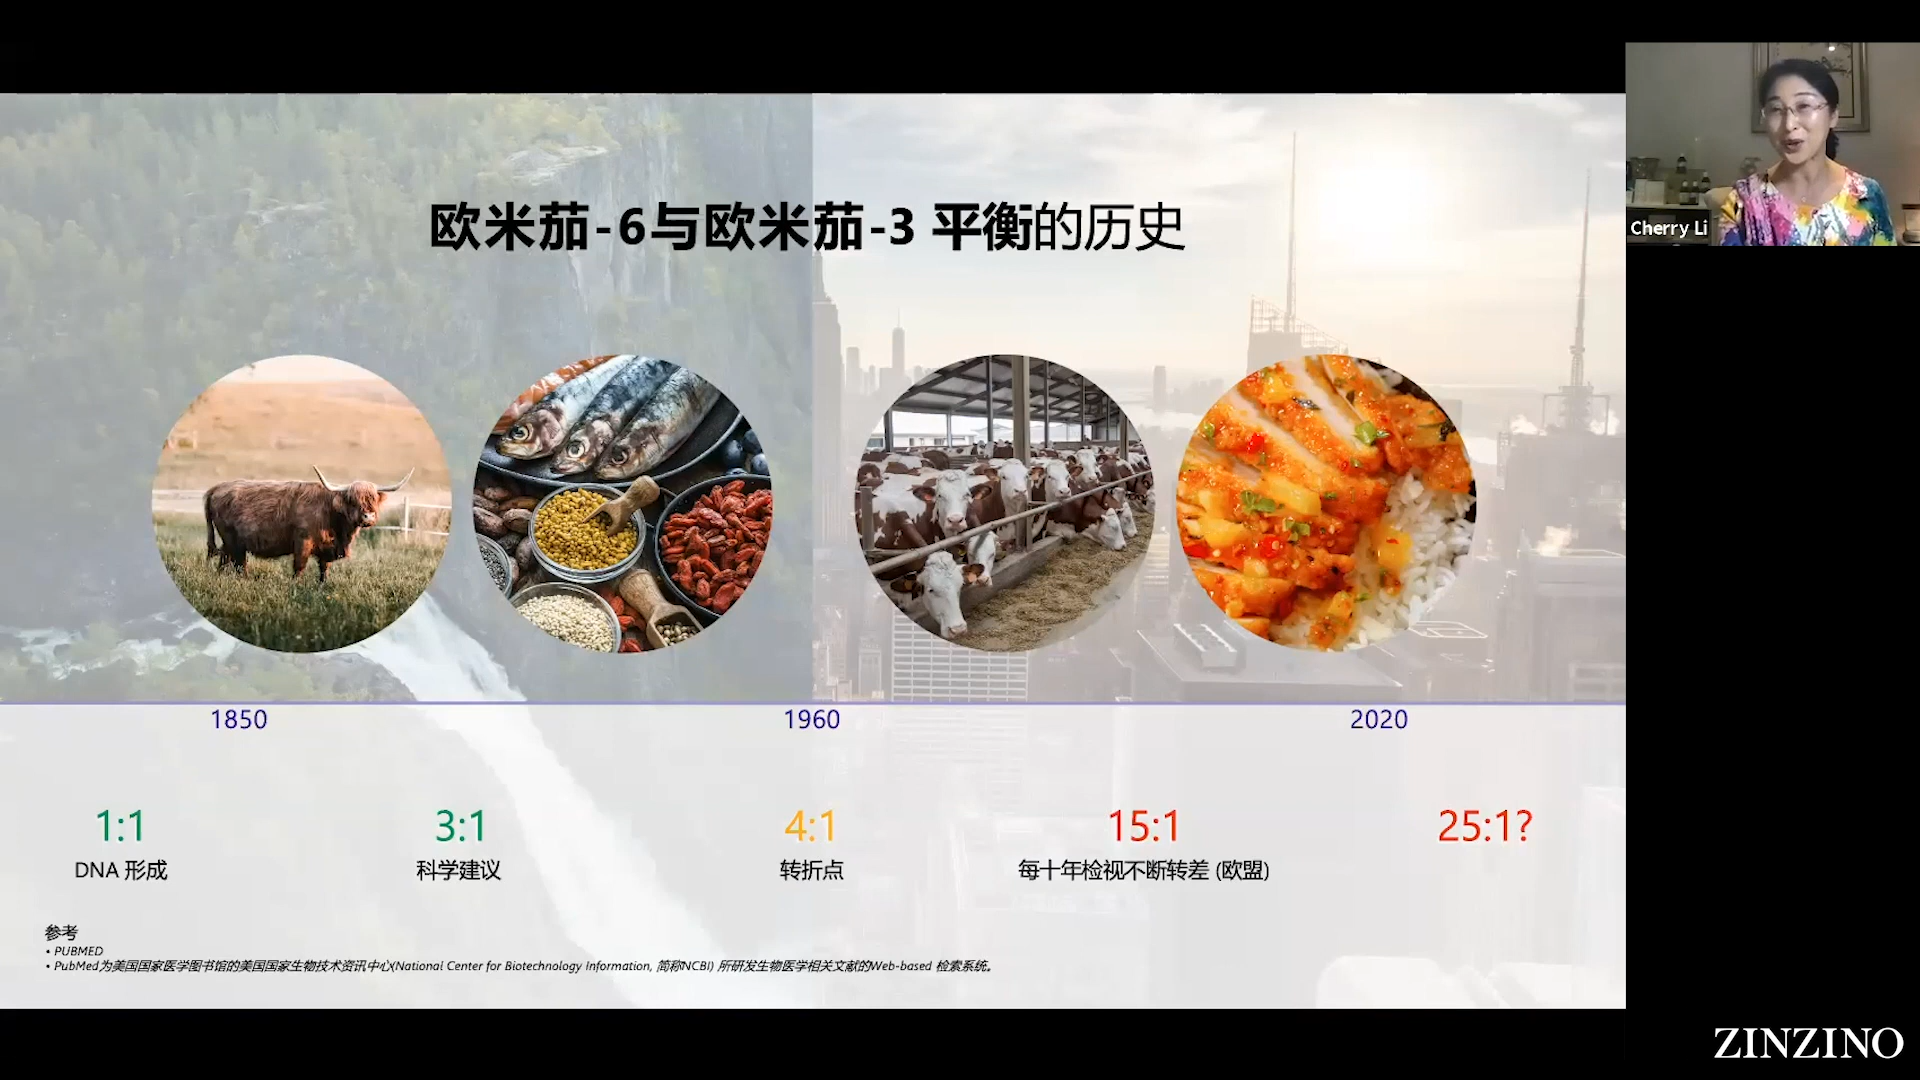 欧米茄-6与欧米茄-3 平衡的历史
Cherry Li
1850
1960
2020
1:1
3:1
4:1
15:1
25:1?
DNA 形成
科学建议
转折点
每十年检视不断转差 (欧盟)
参考
• PUBMED
• PubMed为美国国家医学图书馆的美国国家生物技术资讯中心(National Center for Biotechnology Information, 简称NCBI) 所研发生物医学相关文献的Web-based 检索系统。
ZINZINO